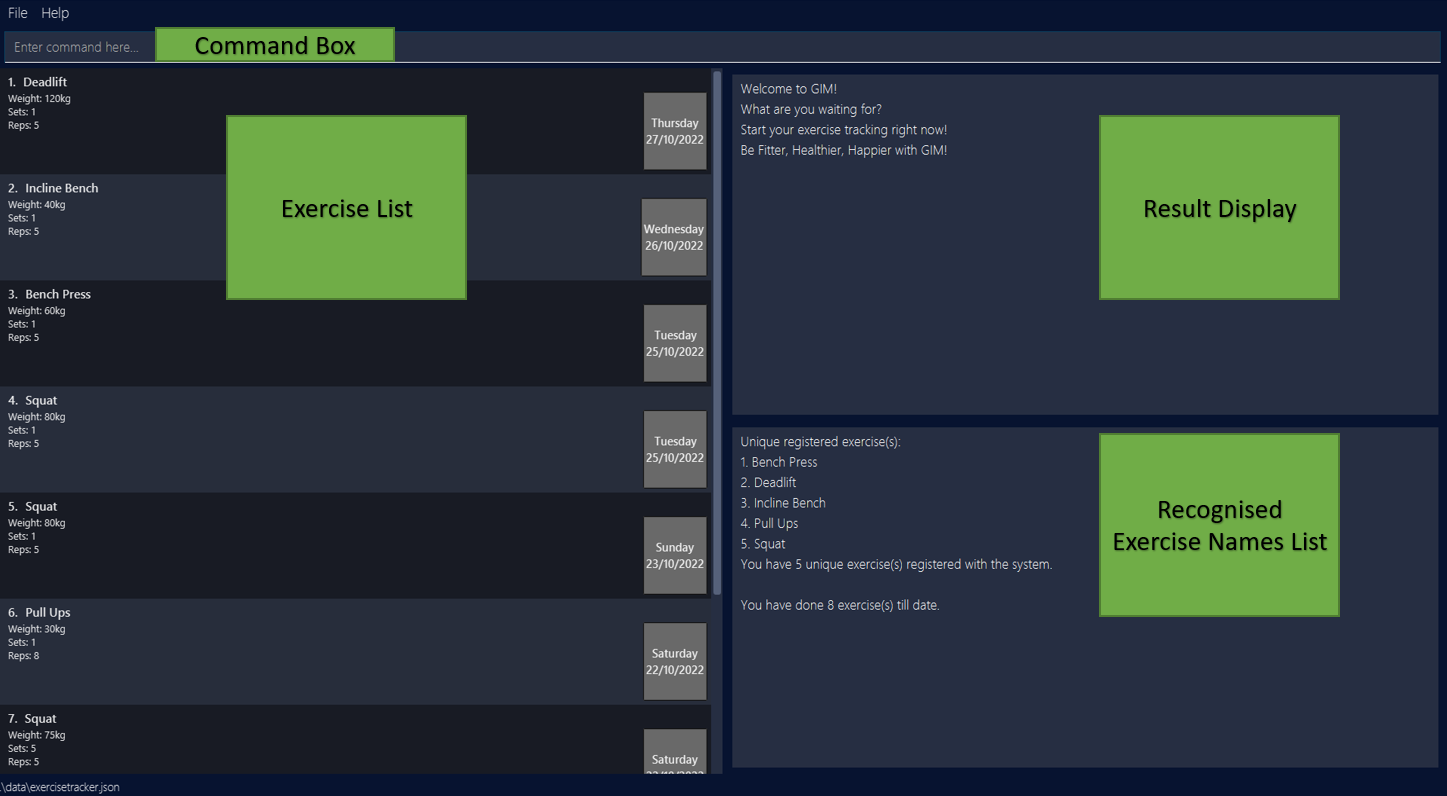 File Help
Enter command here...
Command Box
1. Deadlift
Weight: 120kg
Sets: 1
Reps: 5
Thursday
27/10/2022
2. Incline Bench
Weight: 40kg
Sets: 1
Reps: 5
Wednesday
26/10/2022
Exercise List
3. Bench Press
Weight: 60kg
Sets: 1
Reps: 5
Tuesday
25/10/2022
4. Squat
Weight: 80kg
Sets: 1
Reps: 5
Tuesday
25/10/2022
5. Squat
Weight: 80kg
Sets: 1
Reps: 5
Sunday
23/10/2022
6. Pull Ups
Weight: 30kg
Sets: 1
Reps: 8
Saturday
22/10/2022
7. Squat
Weight: 75kg
Sets: 5
Reps: 5
Saturday
Welcome to GIM!
What are you waiting for?
Start your exercise tracking right now!
Be Fitter, Healthier, Happier with GIM!
Result Display
Unique registered exercise(s):
1. Bench Press
2. Deadlift
3. Incline Bench
4. Pull Ups
5. Squat
You have 5 unique exercise(s) registered with the system.
You have done 8 exercise(s) till date.
Recognised
Exercise Names List
.\data\exercisetracker.json